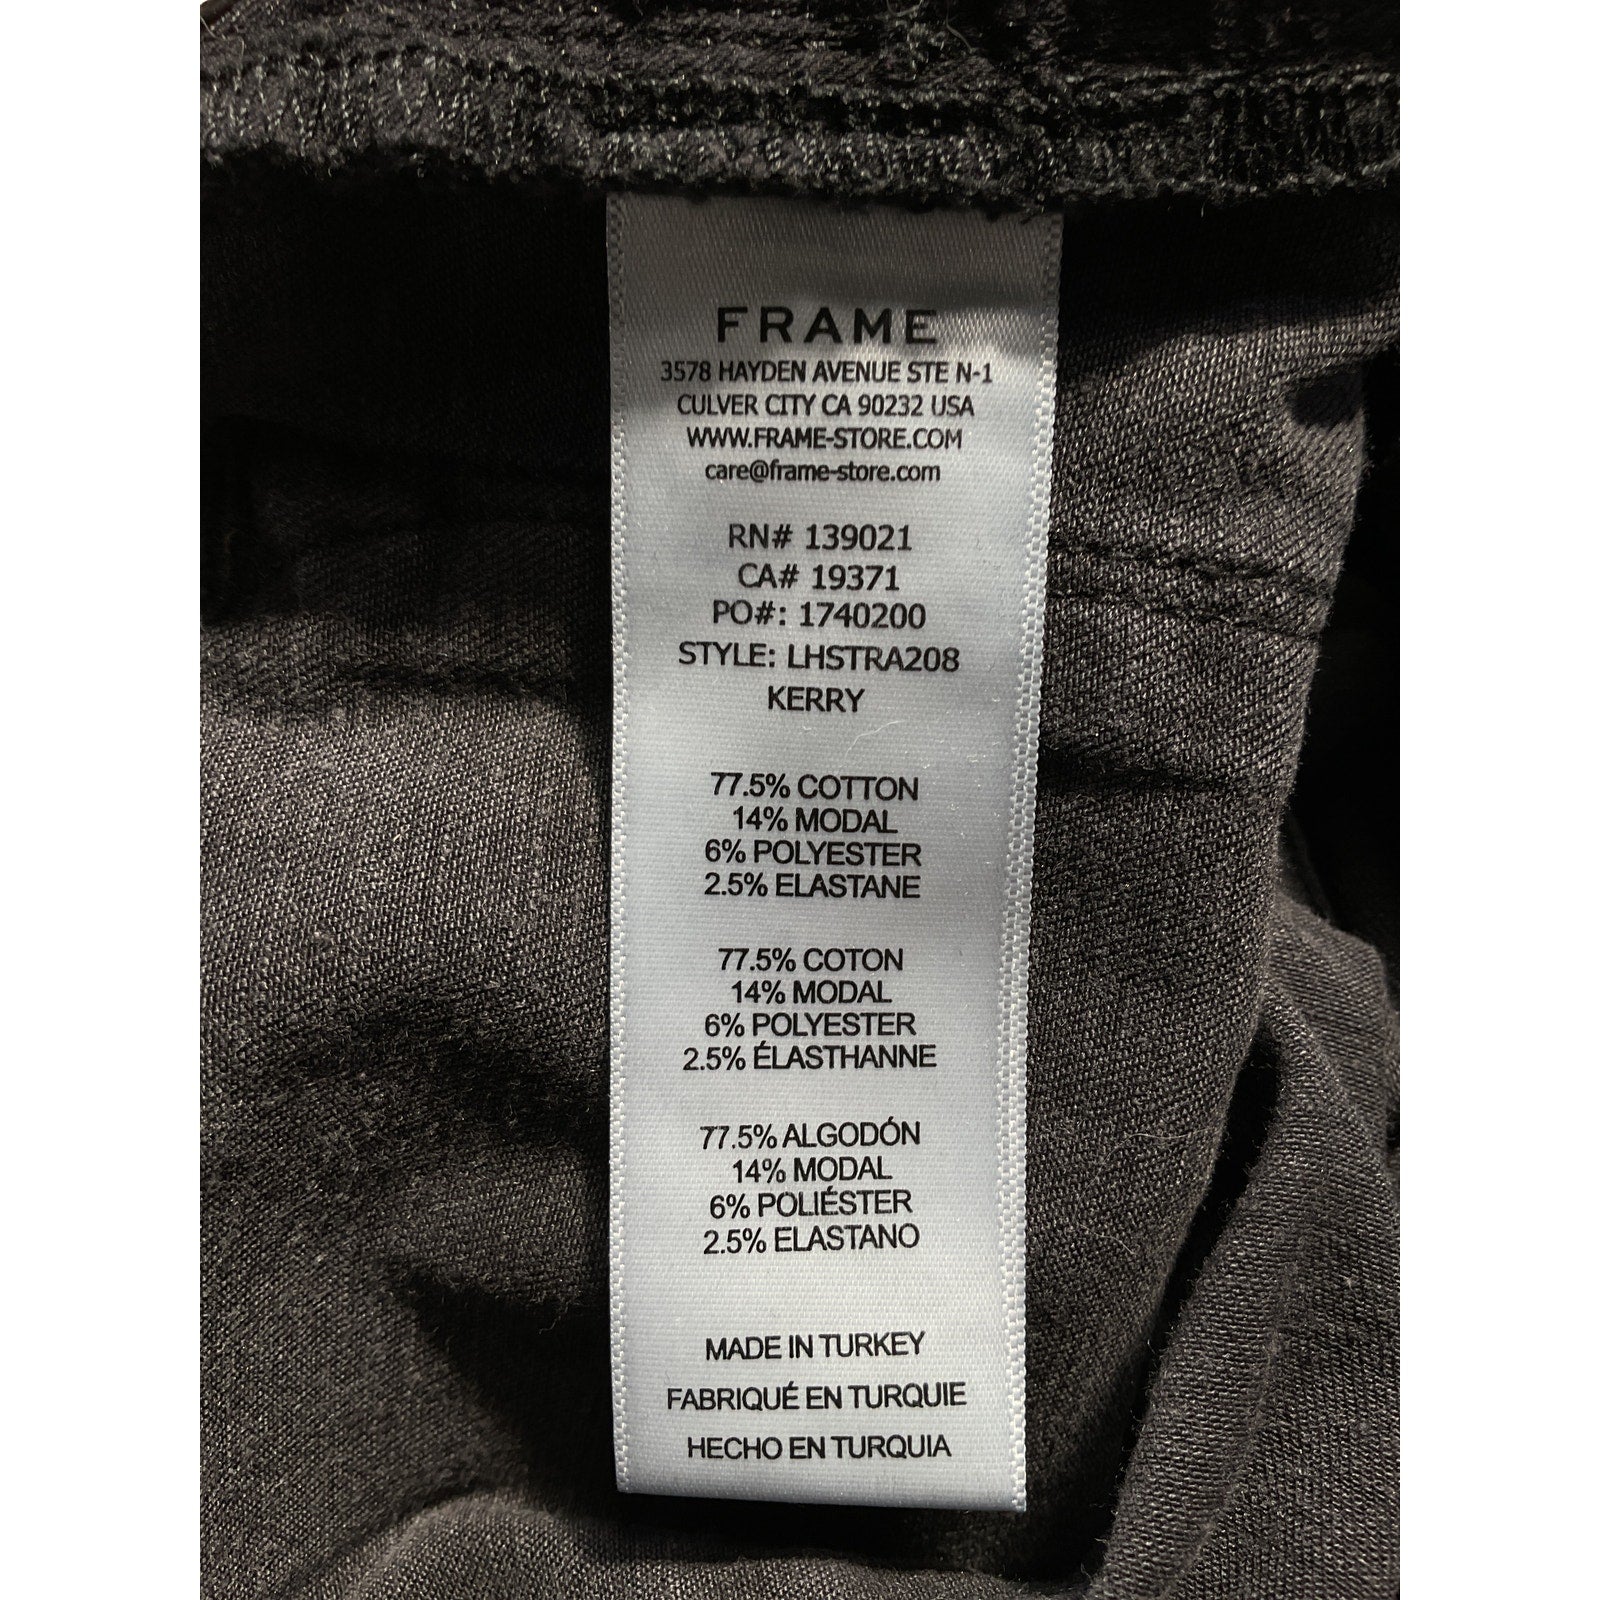 FRAME
3578 HAYDEN AVENUE STE N-1
CULVER CITY CA 90232 USA
WWW.FRAME-STORE.COM
care@frame-store.com
RN# 139021
CA# 19371
PO#: 1740200
STYLE: LHSTRA208
KERRY
77.5% COTTON
14% MODAL
6% POLYESTER
2.5% ELASTANE
77.5% COTON
14% MODAL
6% POLYESTER
2.5% ÉLASTHANNE
77.5% ALGODÓN
14% MODAL
6% POLIÉSTER
2.5% ELASTANO
MADE IN TURKEY
FABRIQUÉ EN TURQUIE
HECHO EN TURQUIA